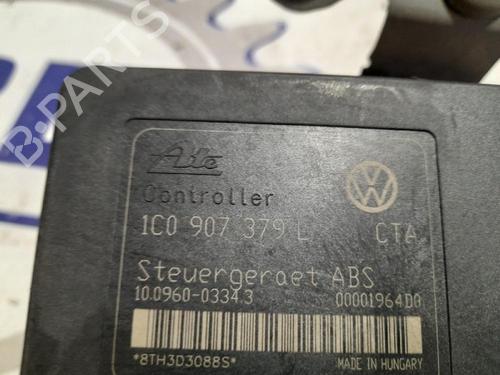 Ate
Controller
1C0 907 379 L CTA
Steuergeraet ABS
10.0960-0334.3 00001964D0
*8TH3D3088S* MADE IN HUNGARY
B-PARTS